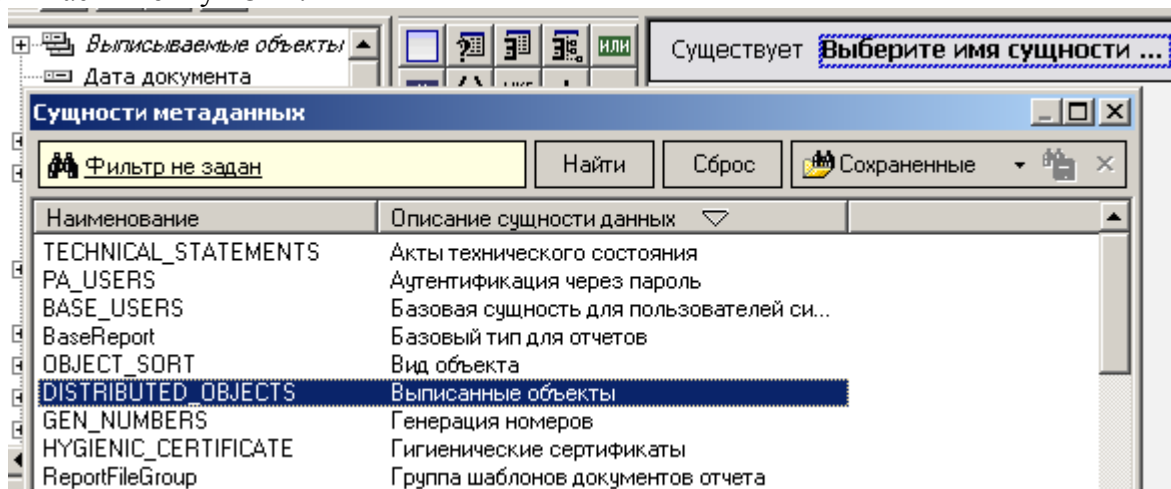 Выписываемые объекты
Дата документа
ИЛИ
Существует Выберите имя сущности ...
Сущности метаданных
Фильтр не задан Найти Сброс Сохраненные
Наименование Описание сущности данных
TECHNICAL_STATEMENTS Акты технического состояния
PA_USERS Аутентификация через пароль
BASE_USERS Базовая сущность для пользователей си...
BaseReport Базовый тип для отчетов
OBJECT_SORT Вид объекта
DISTRIBUTED_OBJECTS Выписанные объекты
GEN_NUMBERS Генерация номеров
HYGIENIC_CERTIFICATE Гигиенические сертификаты
ReportFileGroup Группа шаблонов документов отчета